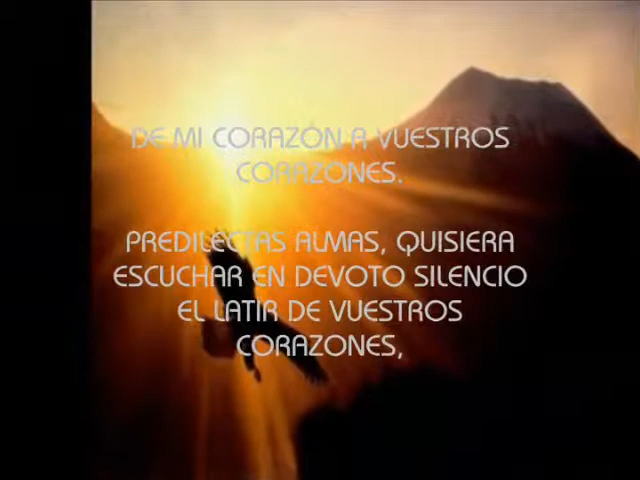 DE MI CORAZÓN A VUESTROS
CORAZONES.
PREDILECTAS ALMAS, QUISIERA
ESCUCHAR EN DEVOTO SILENCIO
EL LATIR DE VUESTROS
CORAZONES,